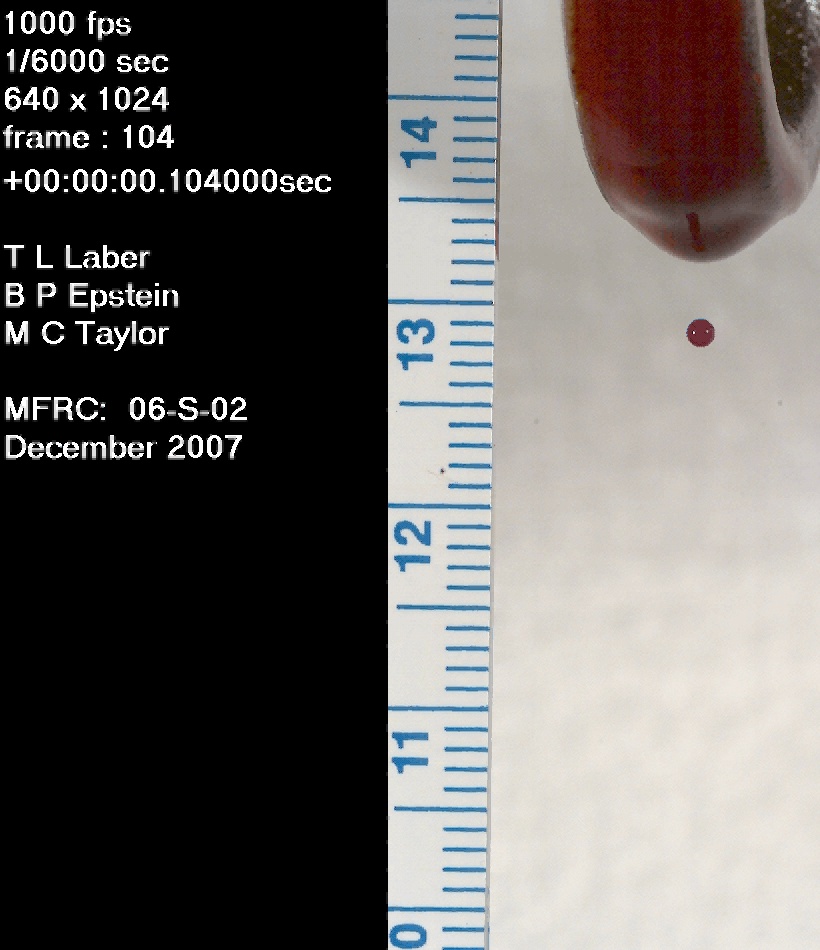 1000 fps
1/6000 sec
640 x 1024
frame : 104
+00:00:00.104000sec
T L Laber
B P Epstein
M C Taylor
MFRC:  06-S-02
December 2007
14
13
12
11
0